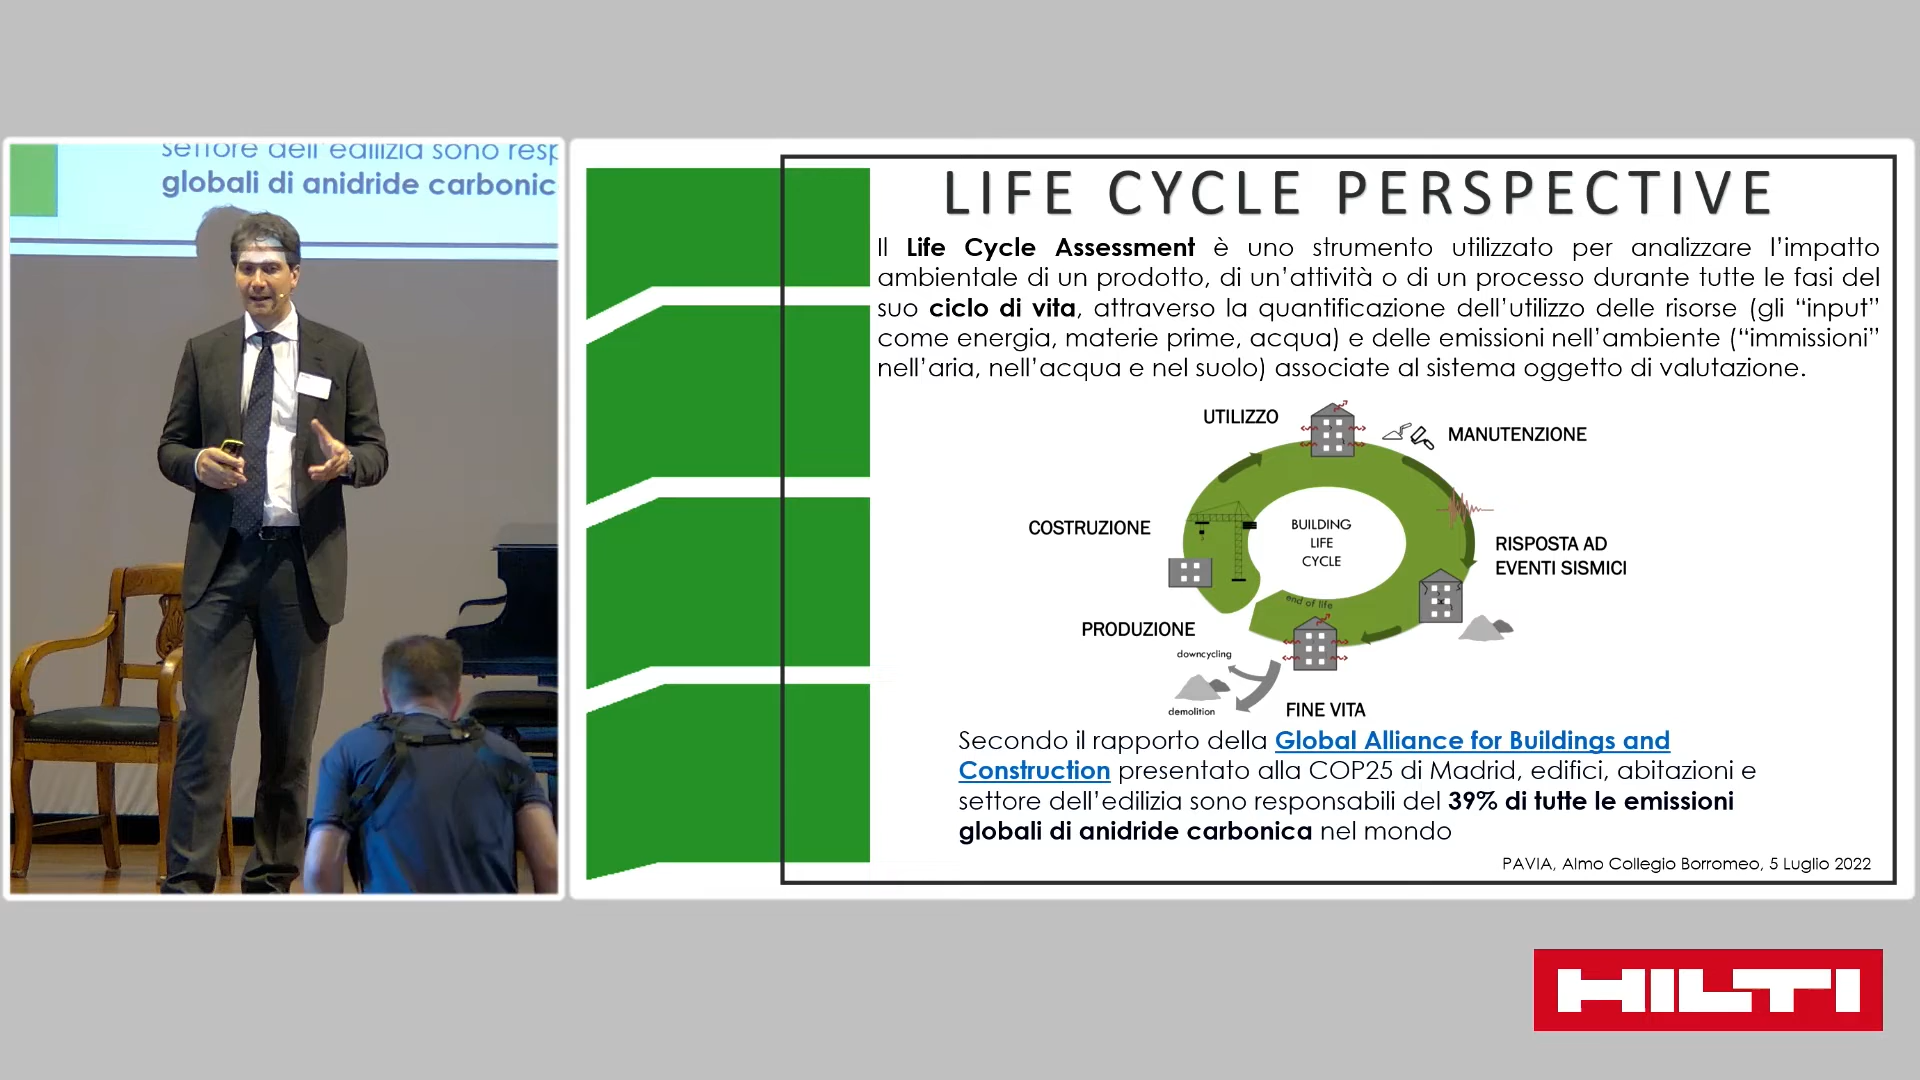 settore dell'edilizia sono resp
globali di anidride carbonic
LIFE CYCLE PERSPECTIVE
Il Life Cycle Assessment è uno strumento utilizzato per analizzare l’impatto
ambientale di un prodotto, di un’attività o di un processo durante tutte le fasi del
suo ciclo di vita, attraverso la quantificazione dell’utilizzo delle risorse (gli “input”
come energia, materie prime, acqua) e delle emissioni nell’ambiente (“immissioni”
nell’aria, nell’acqua e nel suolo) associate al sistema oggetto di valutazione.
UTILIZZO
MANUTENZIONE
COSTRUZIONE
BUILDING
LIFE
CYCLE
RISPOSTA AD
EVENTI SISMICI
end of life
PRODUZIONE
downcycling
demolition
FINE VITA
Secondo il rapporto della Global Alliance for Buildings and
Construction presentato alla COP25 di Madrid, edifici, abitazioni e
settore dell’edilizia sono responsabili del 39% di tutte le emissioni
globali di anidride carbonica nel mondo
PAVIA, Almo Collegio Borromeo, 5 Luglio 2022
HILTI